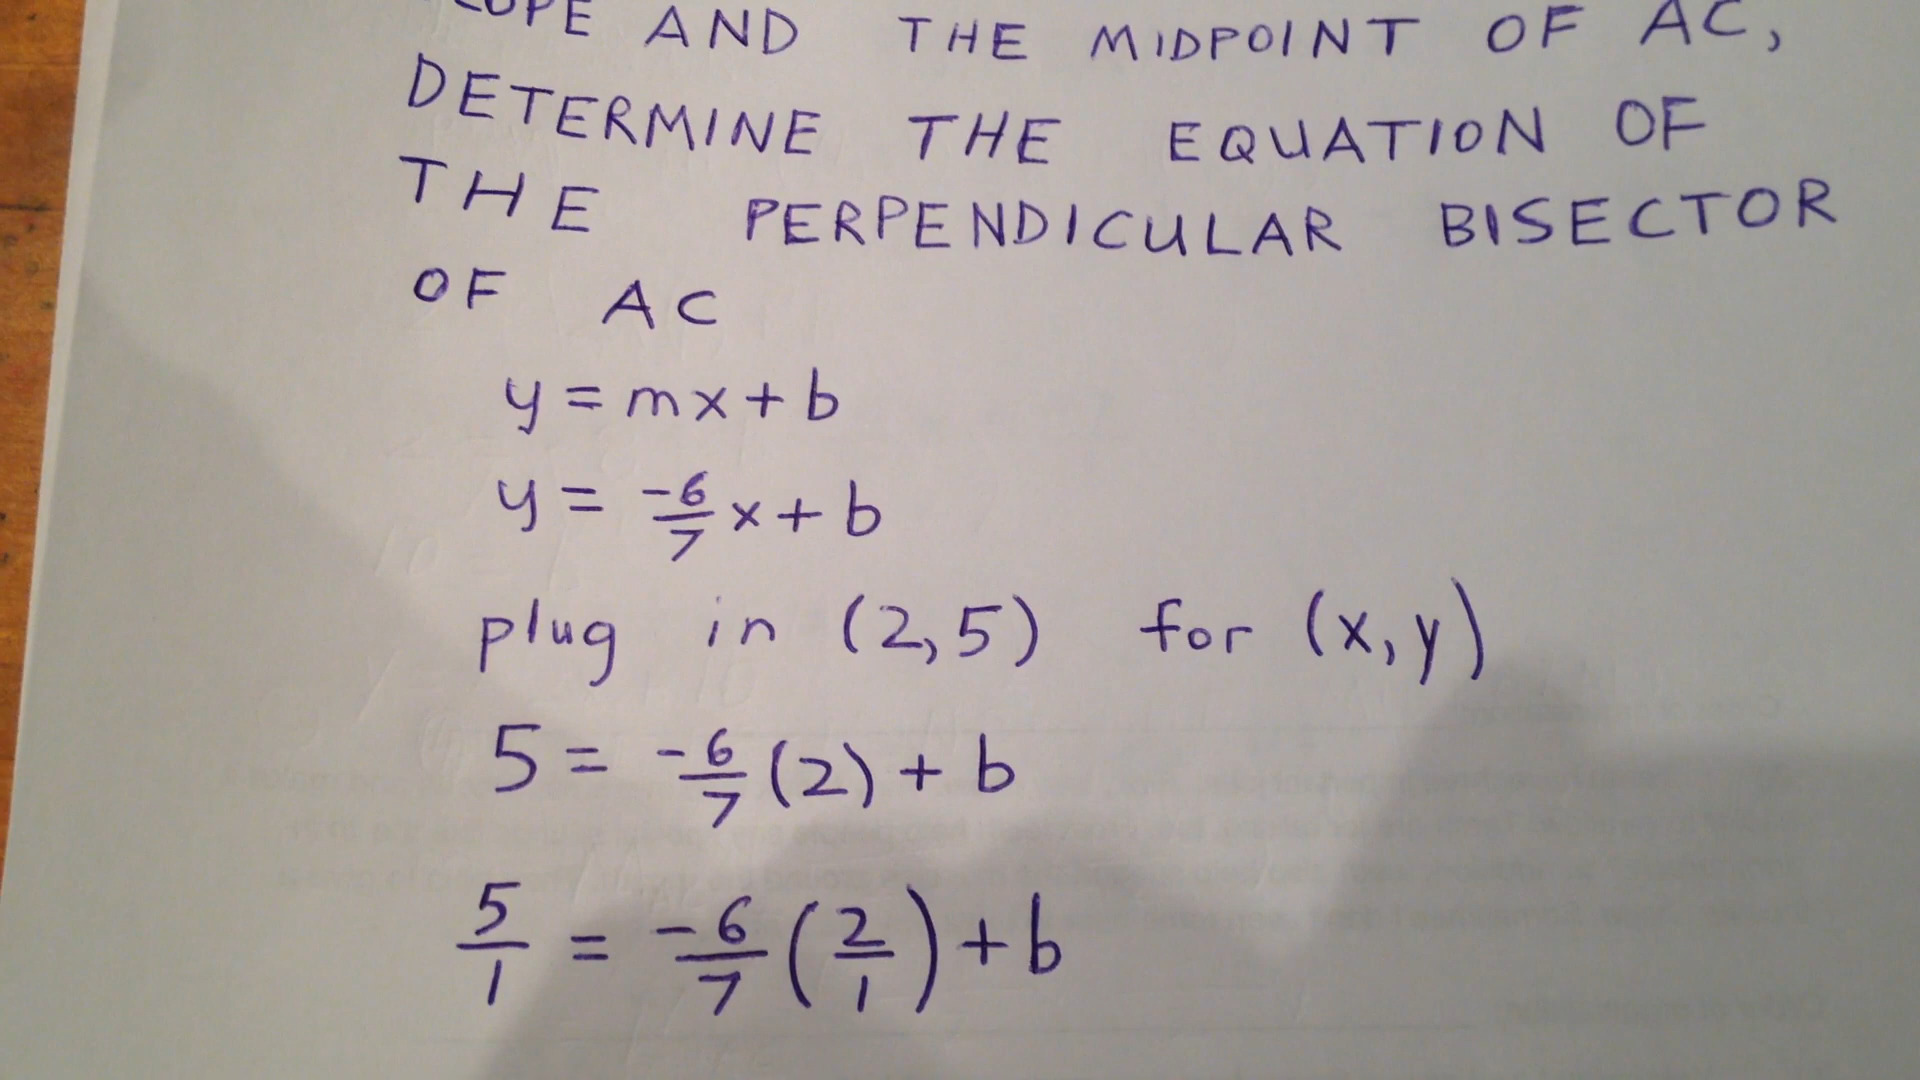 AND THE MIDPOINT OF AC,
DETERMINE THE EQUATION OF
THE PERPENDICULAR BISECTOR
OF AC
y = mx + b
y = -6/7 x + b
plug in (2,5) for (x,y)
5 = -6/7 (2) + b
5/1 = -6/7 (2/1) + b